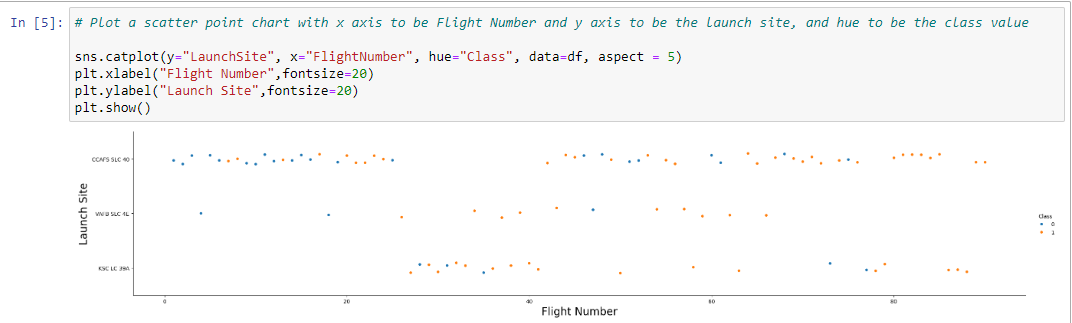 In [5]: # Plot a scatter point chart with x axis to be Flight Number and y axis to be the launch site, and hue to be the class value
sns.catplot(y="LaunchSite", x="FlightNumber", hue="Class", data=df, aspect = 5)
plt.xlabel("Flight Number",fontsize=20)
plt.ylabel("Launch Site",fontsize=20)
plt.show()
CCAFS SLC 40
VAFB SLC 4E
KSC LC 39A
Launch Site
Class
0
1
0 20 40 60 80
Flight Number